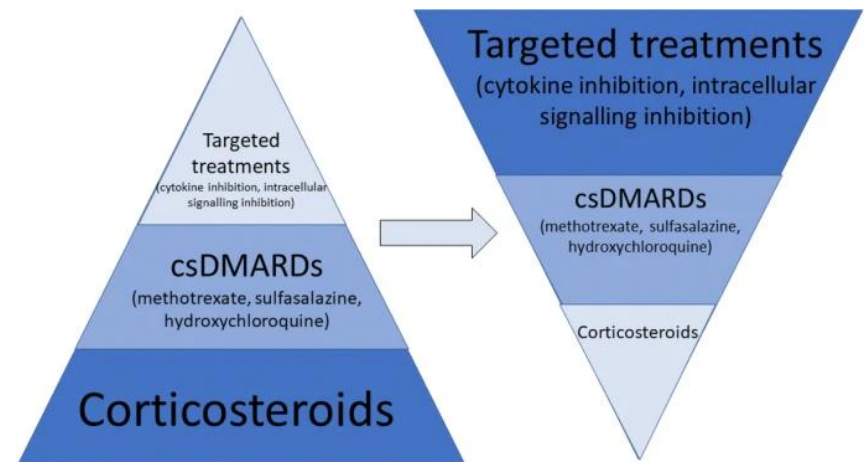 Targeted
treatments
(cytokine inhibition, intracellular
signalling inhibition)
csDMARDs
(methotrexate, sulfasalazine,
hydroxychloroquine)
Corticosteroids
Targeted treatments
(cytokine inhibition, intracellular
signalling inhibition)
csDMARDs
(methotrexate, sulfasalazine,
hydroxychloroquine)
Corticosteroids